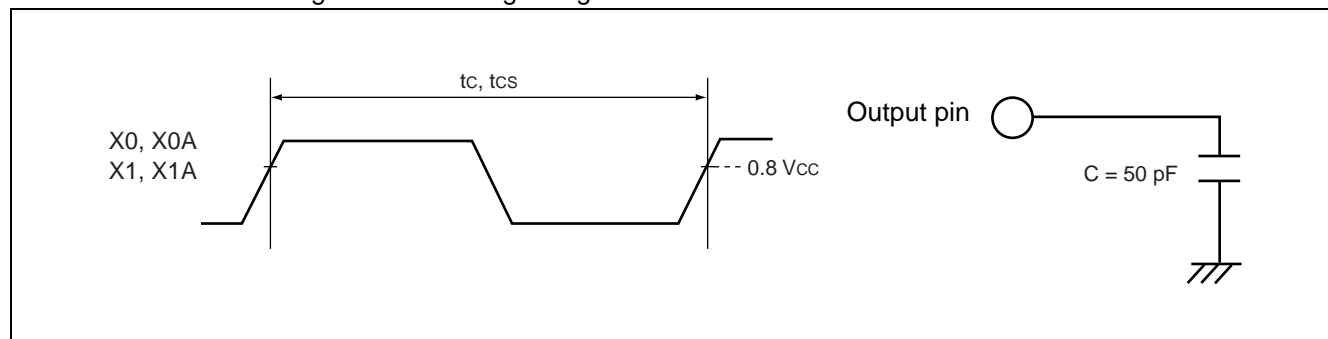 tC, tCS
X0, X0A
X1, X1A
0.8 VCC
Output pin
C = 50 pF